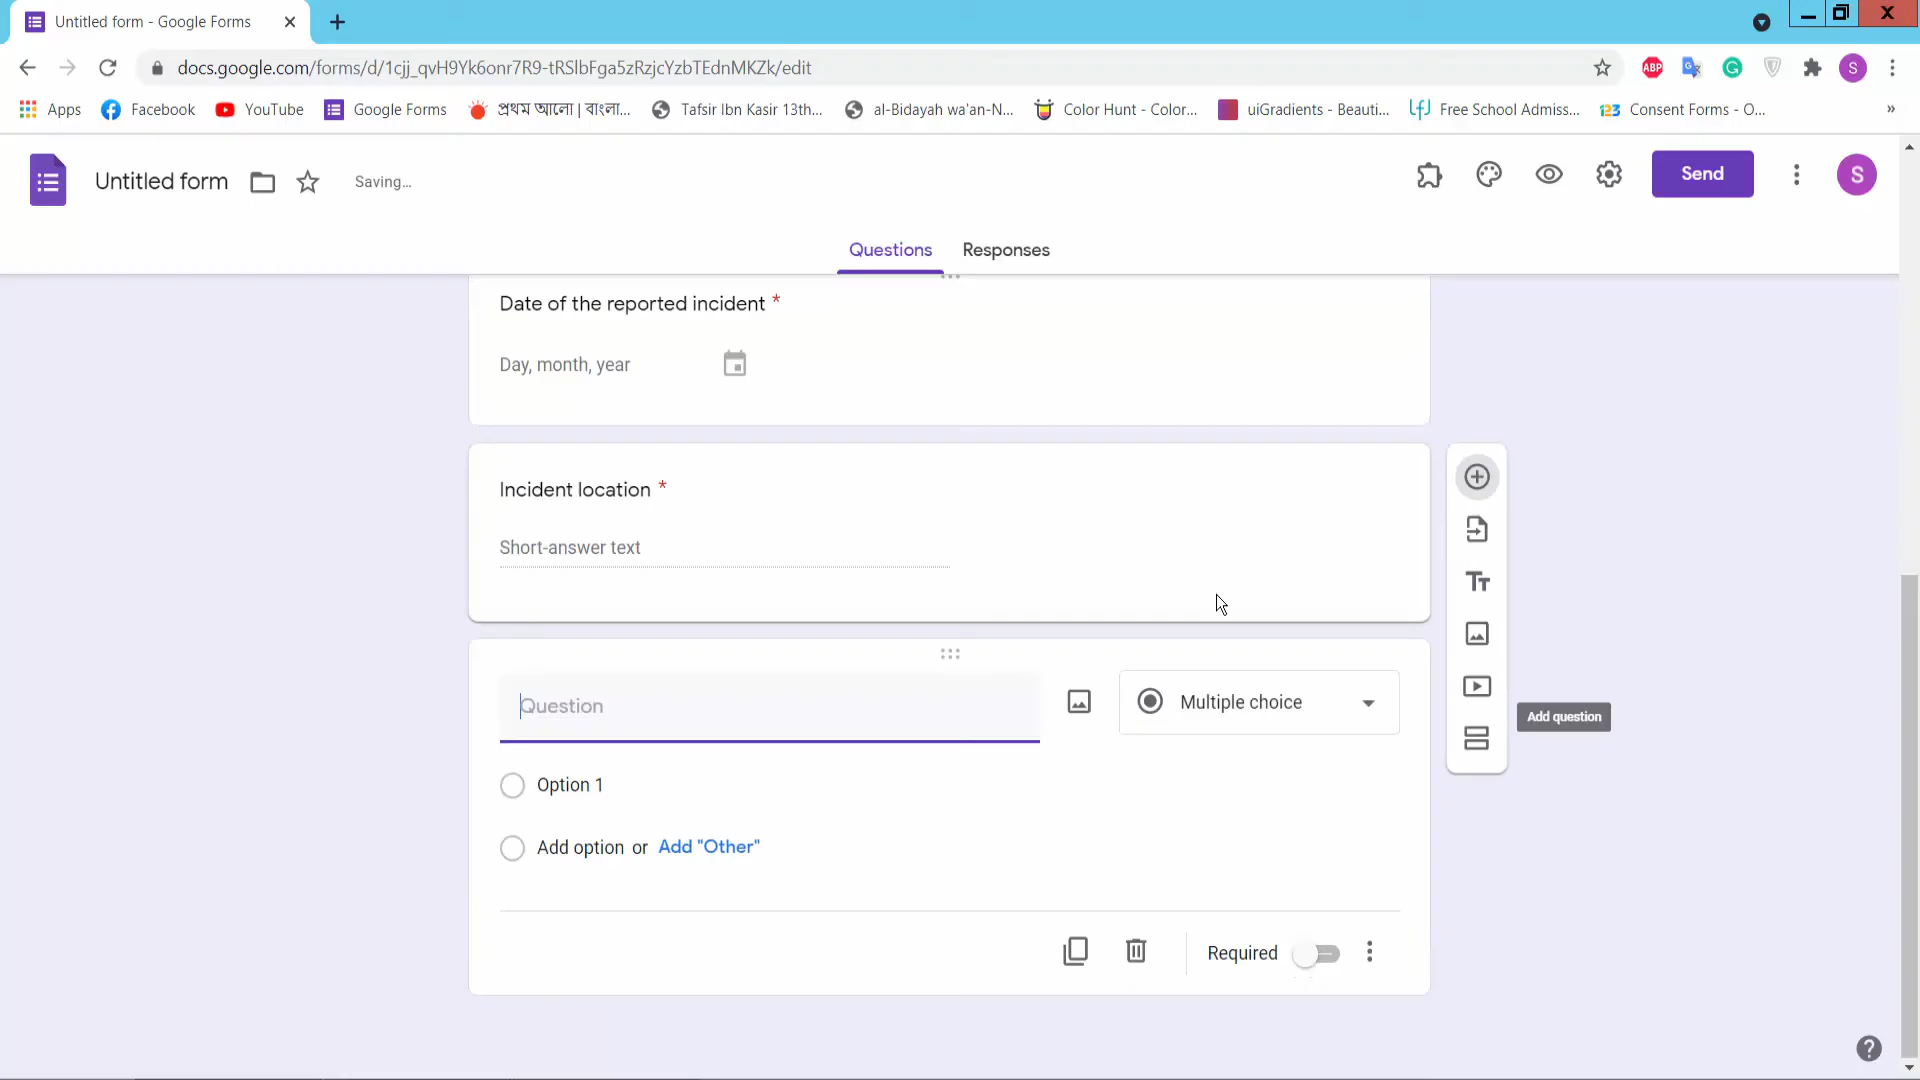 Untitled form - Google Forms
docs.google.com/forms/d/1cjj_qvH9Yk6onr7R9-tRSlbFga5zRzjcYzbTEdnMKZk/edit
ABP
S
Apps
Facebook
YouTube
Google Forms
প্রথম আলো | বাংলা...
Tafsir Ibn Kasir 13th...
al-Bidayah wa'an-N...
Color Hunt - Color...
uiGradients - Beauti...
Free School Admiss...
123
Consent Forms - O...
»
Untitled form
Saving...
Send
S
Questions
Responses
Date of the reported incident *
Day, month, year
Incident location *
Short-answer text
Question
Multiple choice
Add question
Option 1
Add option or Add "Other"
Required